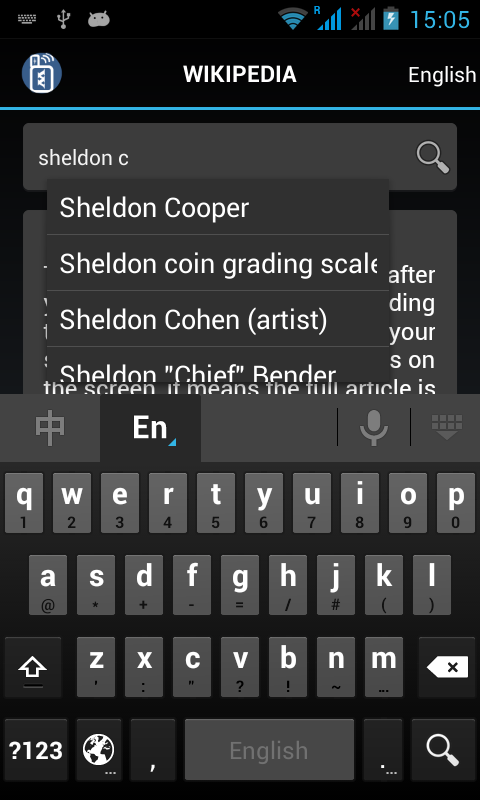 R 15:05
WIKIPEDIA English
sheldon c
Sheldon Cooper
Sheldon coin grading scale
after
ding
Sheldon Cohen (artist)
your
s on
Sheldon "Chief" Bender
the screen, it means the full article is
中 En
q w e r t y u i o p
1 2 3 4 5 6 7 8 9 0
a s d f g h j k l
@ * + - = / # ( )
z x c v b n m
' : " ? ! ~ ...
?123 ... , English . ...